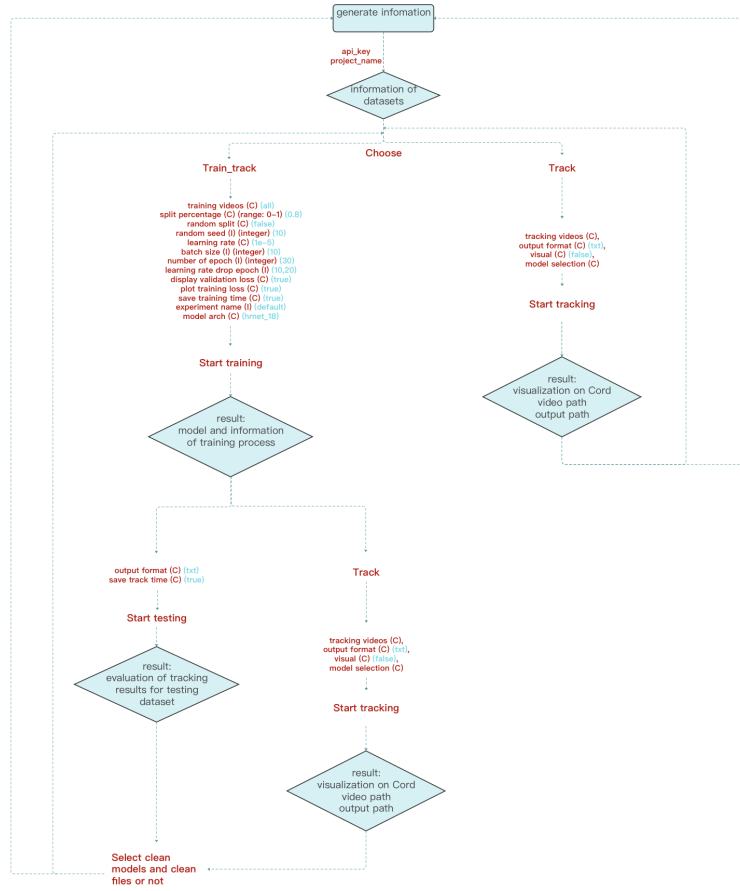 generate infomation
api_key
project_name
information of
datasets
Choose
Train_track
training videos (C) (all)
split percentage (C) (range: 0-1) (0.8)
random split (C) (false)
random seed (I) (integer) (10)
learning rate (C) (1e-5)
batch size (I) (integer) (10)
number of epoch (I) (integer) (30)
learning rate drop epoch (I) (10,20)
display validation loss (C) (true)
plot training loss (C) (true)
save training time (C) (true)
experiment name (I) (default)
model arch (C) (hrnet_18)
Start training
result:
model and information
of training process
Track
tracking videos (C),
output format (C) (txt),
visual (C) (false),
model selection (C)
Start tracking
result:
visualization on Cord
video path
output path
output format (C) (txt)
save track time (C) (true)
Start testing
result:
evaluation of tracking
results for testing
dataset
Track
tracking videos (C),
output format (C) (txt),
visual (C) (false),
model selection (C)
Start tracking
result:
visualization on Cord
video path
output path
Select clean
models and clean
files or not